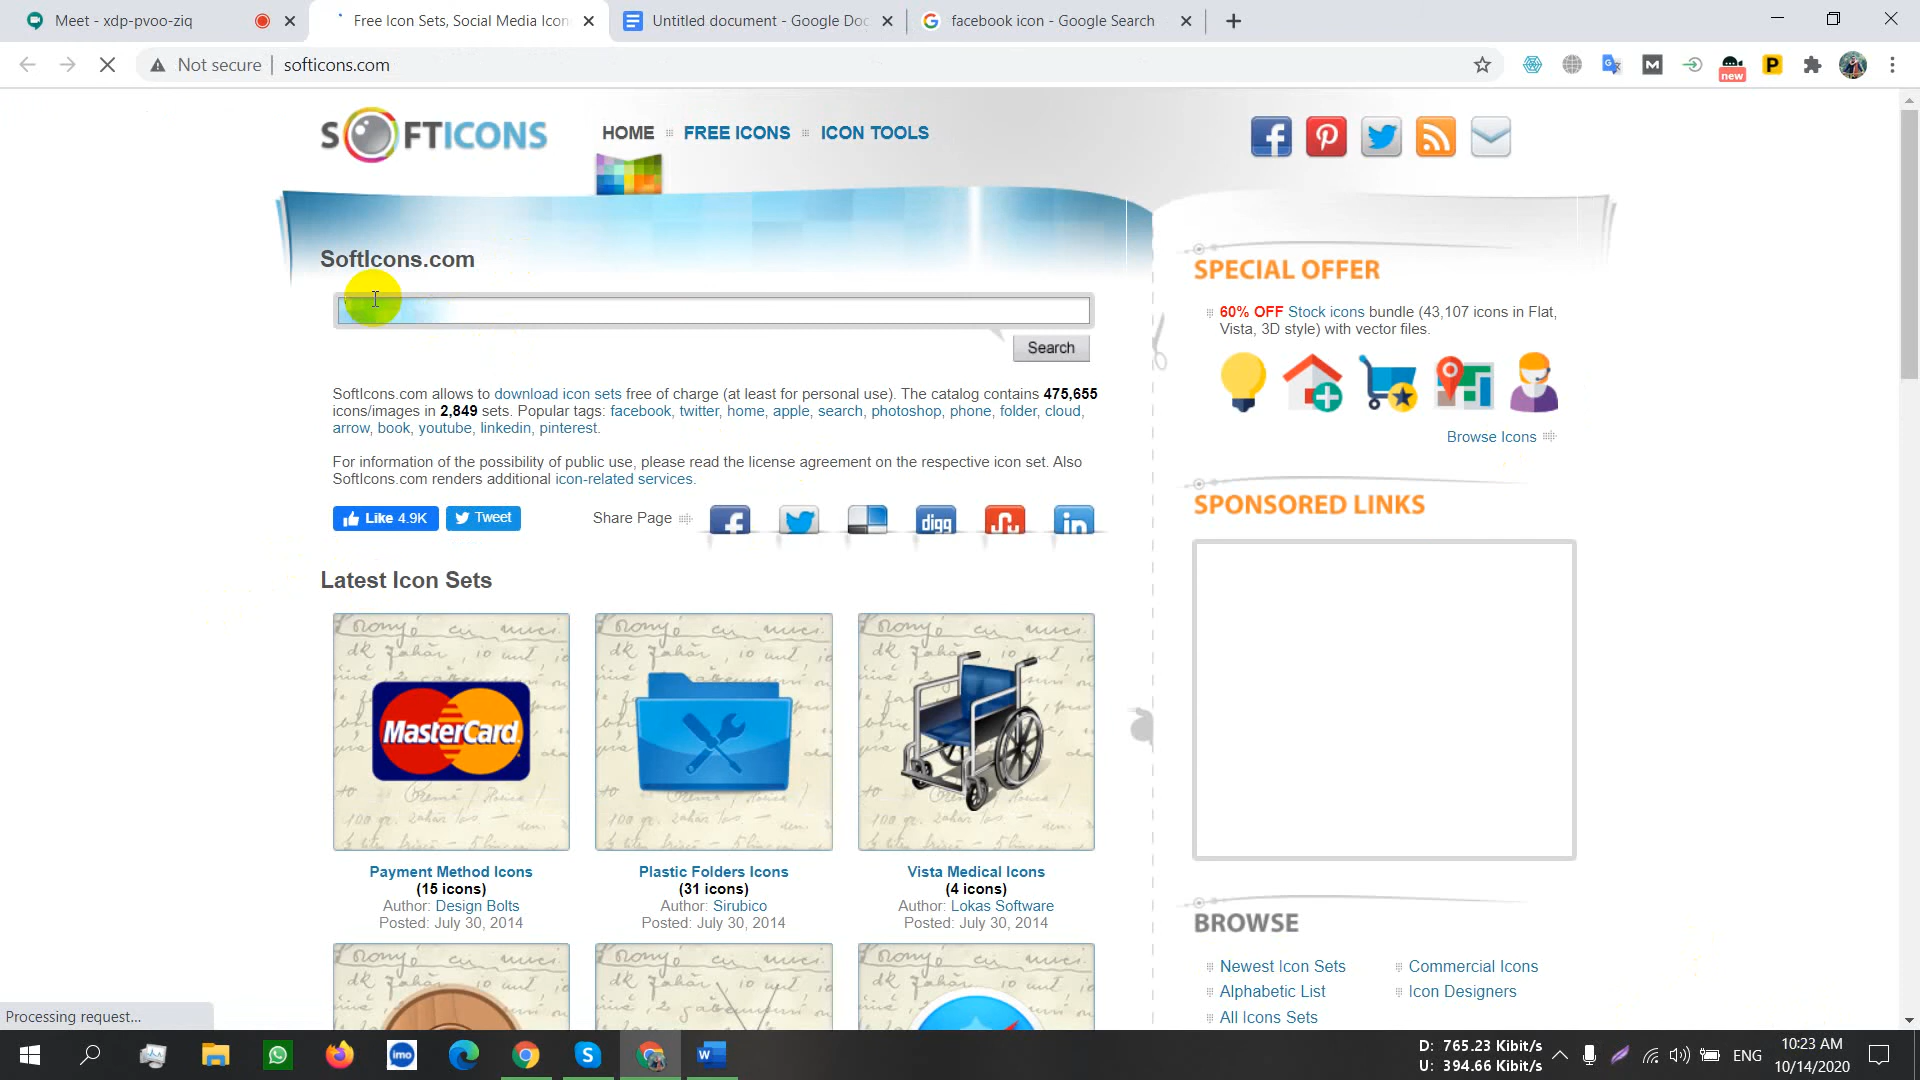 Meet - xdp-pvoo-ziq
Free Icon Sets, Social Media Icon
Untitled document - Google Doc
facebook icon - Google Search
Not secure
softicons.com
M
new
P
SOFTICONS
HOME
FREE ICONS
ICON TOOLS
SoftIcons.com
Search
SoftIcons.com allows to download icon sets free of charge (at least for personal use). The catalog contains 475,655
icons/images in 2,849 sets. Popular tags: facebook, twitter, home, apple, search, photoshop, phone, folder, cloud,
arrow, book, youtube, linkedin, pinterest.
For information of the possibility of public use, please read the license agreement on the respective icon set. Also
SoftIcons.com renders additional icon-related services.
Like 4.9K
Tweet
Share Page
digg
in
Latest Icon Sets
MasterCard
Payment Method Icons
(15 icons)
Author: Design Bolts
Posted: July 30, 2014
Plastic Folders Icons
(31 icons)
Author: Sirubico
Posted: July 30, 2014
Vista Medical Icons
(4 icons)
Author: Lokas Software
Posted: July 30, 2014
SPECIAL OFFER
60% OFF Stock icons bundle (43,107 icons in Flat,
Vista, 3D style) with vector files.
Browse Icons
SPONSORED LINKS
BROWSE
Newest Icon Sets
Commercial Icons
Alphabetic List
Icon Designers
All Icons Sets
Processing request...
imo
D: 765.23 Kibit/s
U: 394.66 Kibit/s
ENG
10:23 AM
10/14/2020